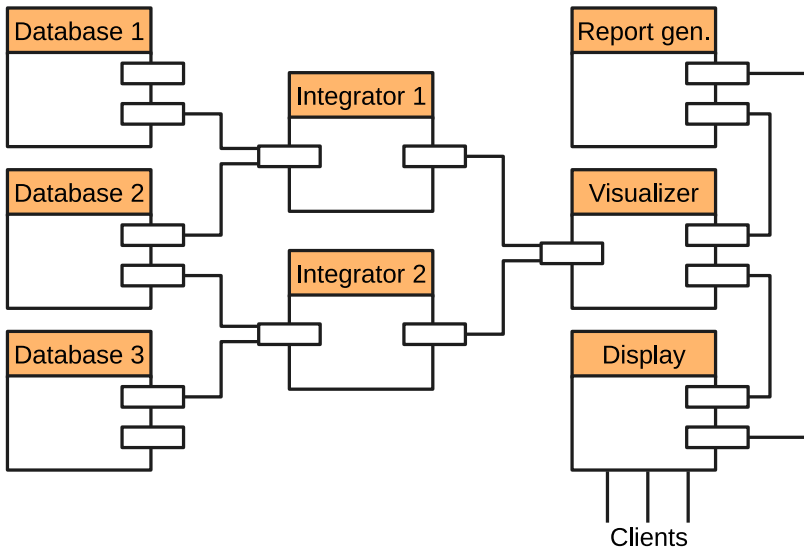 Database 1
Database 2
Database 3
Integrator 1
Integrator 2
Report gen.
Visualizer
Display
Clients